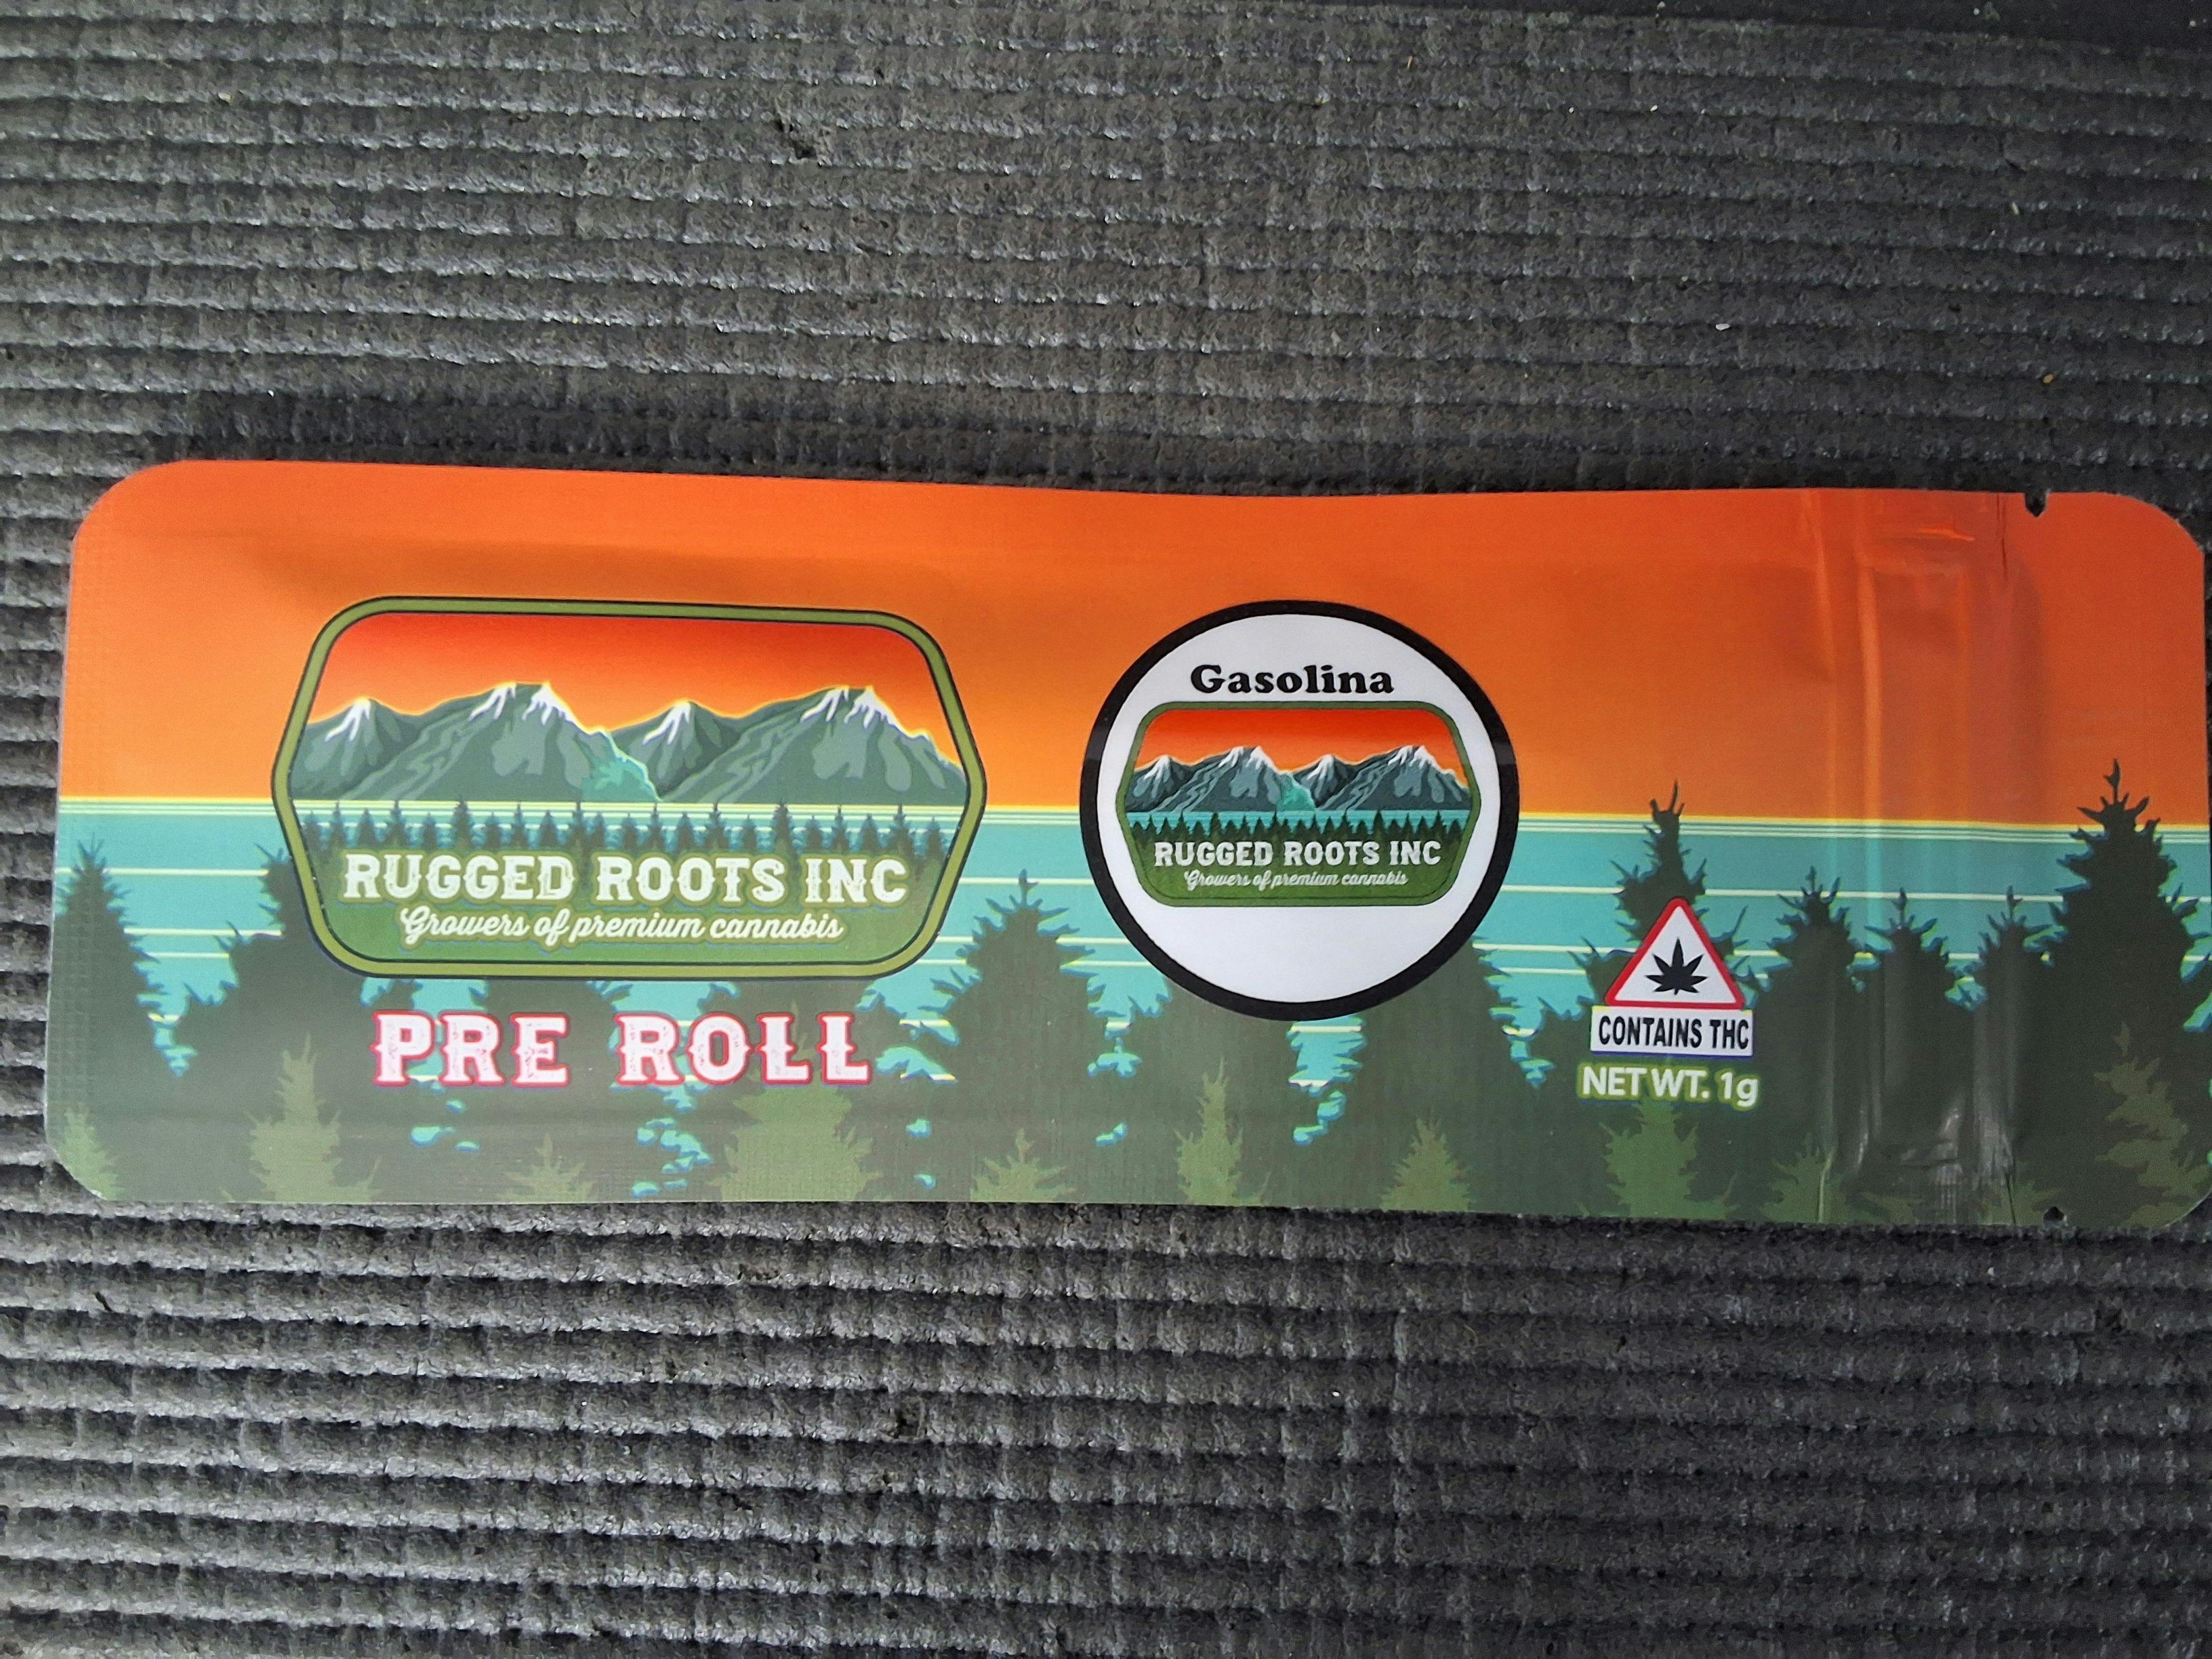 RUGGED ROOTS INC
Growers of premium cannabis
PRE ROLL
Gasolina
RUGGED ROOTS INC
Growers of premium cannabis
CONTAINS THC
NET WT. 1g